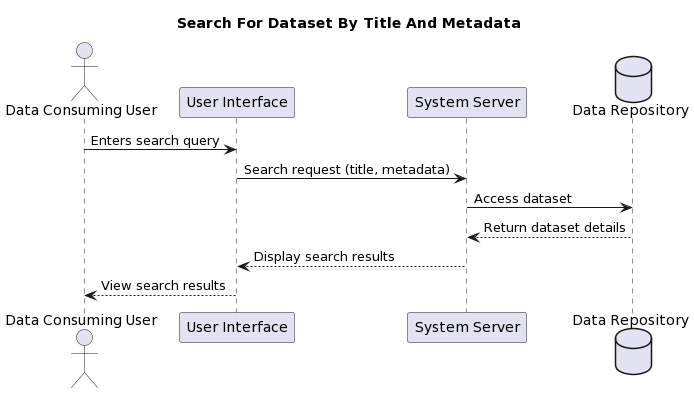 Search For Dataset By Title And Metadata
Data Consuming User
User Interface
System Server
Data Repository
Enters search query
Search request (title, metadata)
Access dataset
Return dataset details
Display search results
View search results
Data Consuming User
User Interface
System Server
Data Repository